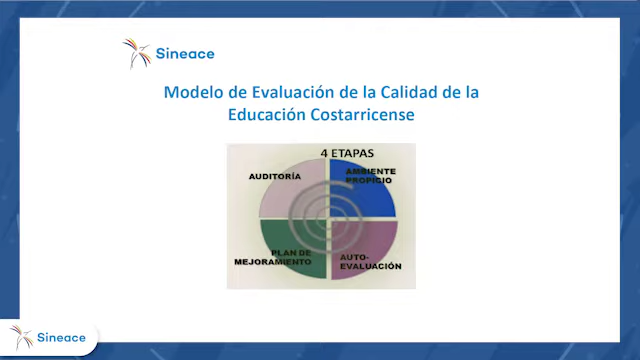 Sineace
Modelo de Evaluación de la Calidad de la
Educación Costarricense
4 ETAPAS
AUDITORÍA
AMBIENTE
PROPICIO
PLAN DE
MEJORAMIENTO
AUTO-
EVALUACIÓN
Sineace